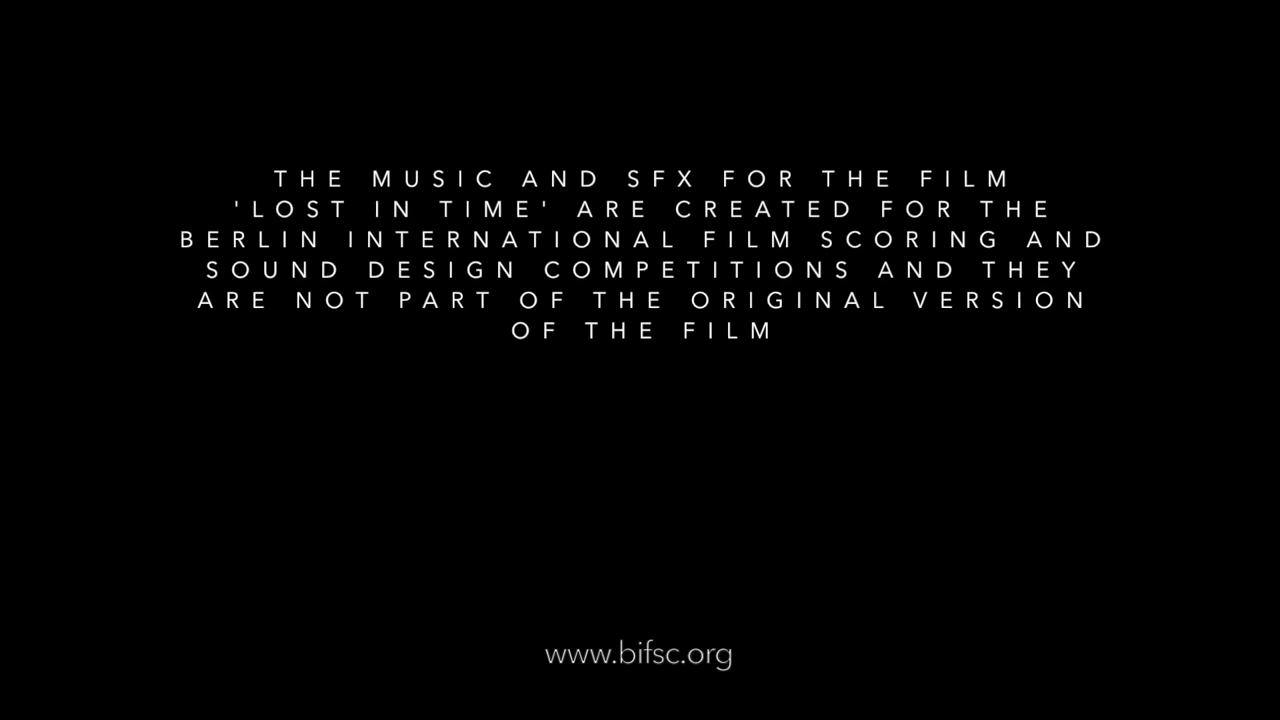 THE MUSIC AND SFX FOR THE FILM
'LOST IN TIME' ARE CREATED FOR THE
BERLIN INTERNATIONAL FILM SCORING AND
SOUND DESIGN COMPETITIONS AND THEY
ARE NOT PART OF THE ORIGINAL VERSION
OF THE FILM
www.bifsc.org